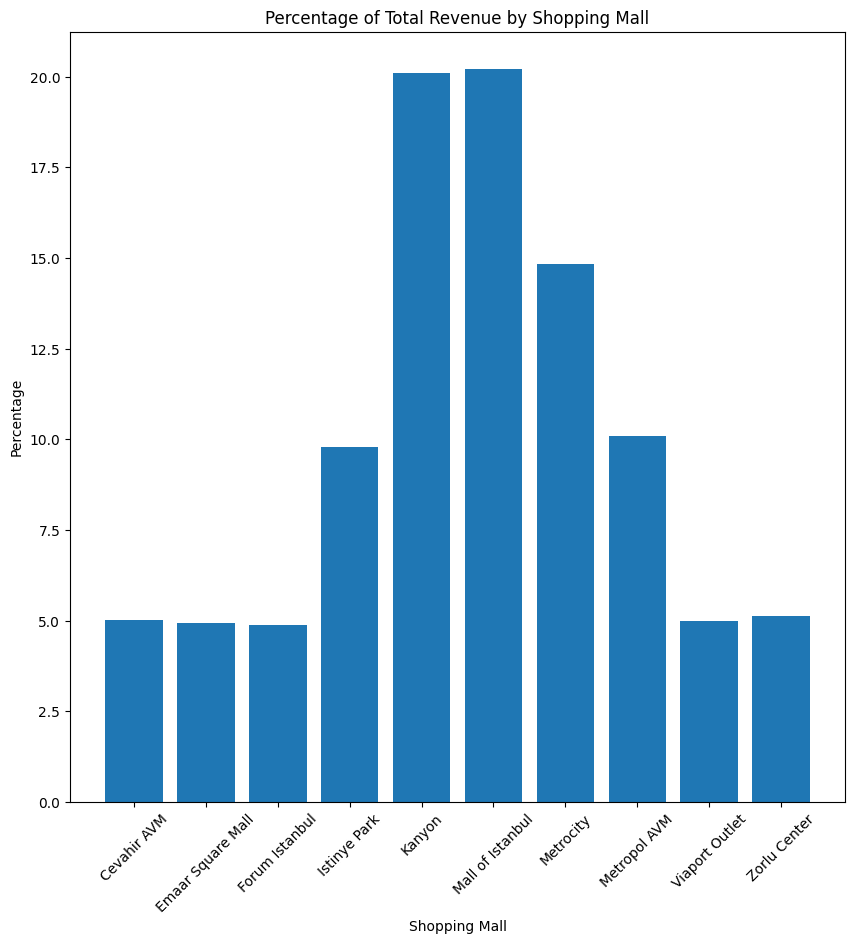 Percentage of Total Revenue by Shopping Mall
20.0
17.5
15.0
12.5
10.0
7.5
5.0
2.5
0.0
Percentage
Cevahir AVM
Emaar Square Mall
Forum Istanbul
Istinye Park
Kanyon
Mall of Istanbul
Metrocity
Metropol AVM
Viaport Outlet
Zorlu Center
Shopping Mall